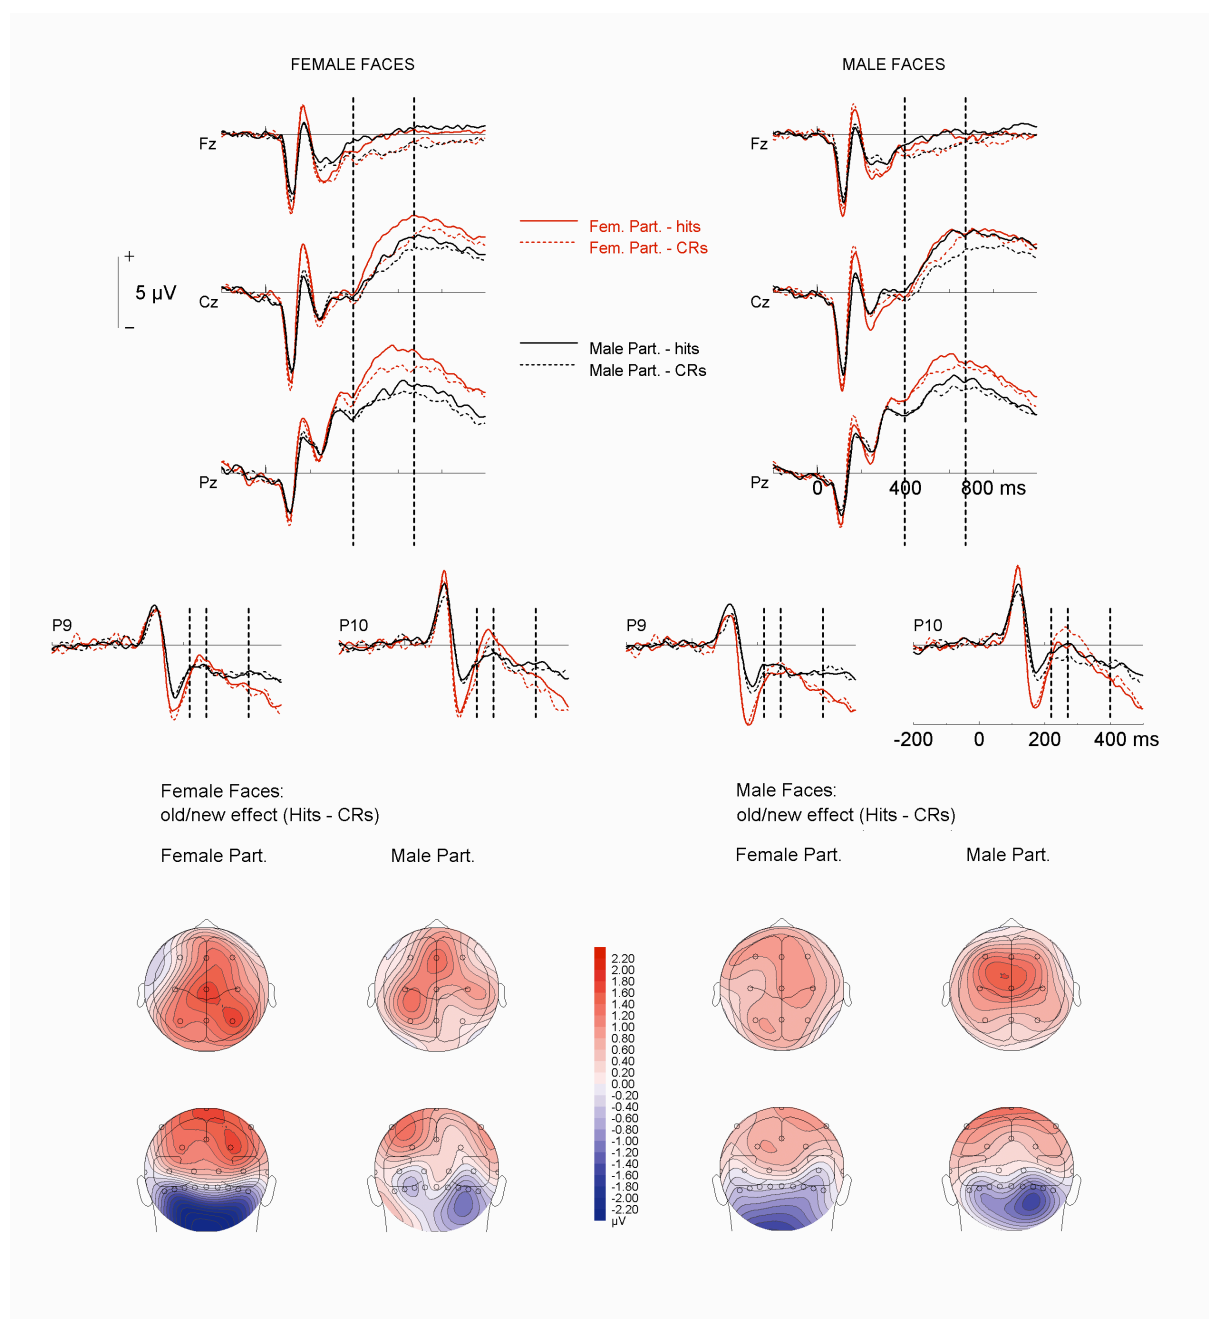 FEMALE FACES
MALE FACES
Fz
Fz
Fem. Part. - hits
Fem. Part. - CRs
+
5 µV
−
Cz
Cz
Male Part. - hits
Male Part. - CRs
Pz
Pz
0 400 800 ms
P9
P10
P9
P10
-200 0 200 400 ms
Female Faces:
old/new effect (Hits - CRs)
Male Faces:
old/new effect (Hits - CRs)
Female Part.
Male Part.
Female Part.
Male Part.
2.20
2.00
1.80
1.60
1.40
1.20
1.00
0.80
0.60
0.40
0.20
0.00
-0.20
-0.40
-0.60
-0.80
-1.00
-1.20
-1.40
-1.60
-1.80
-2.00
-2.20
µV